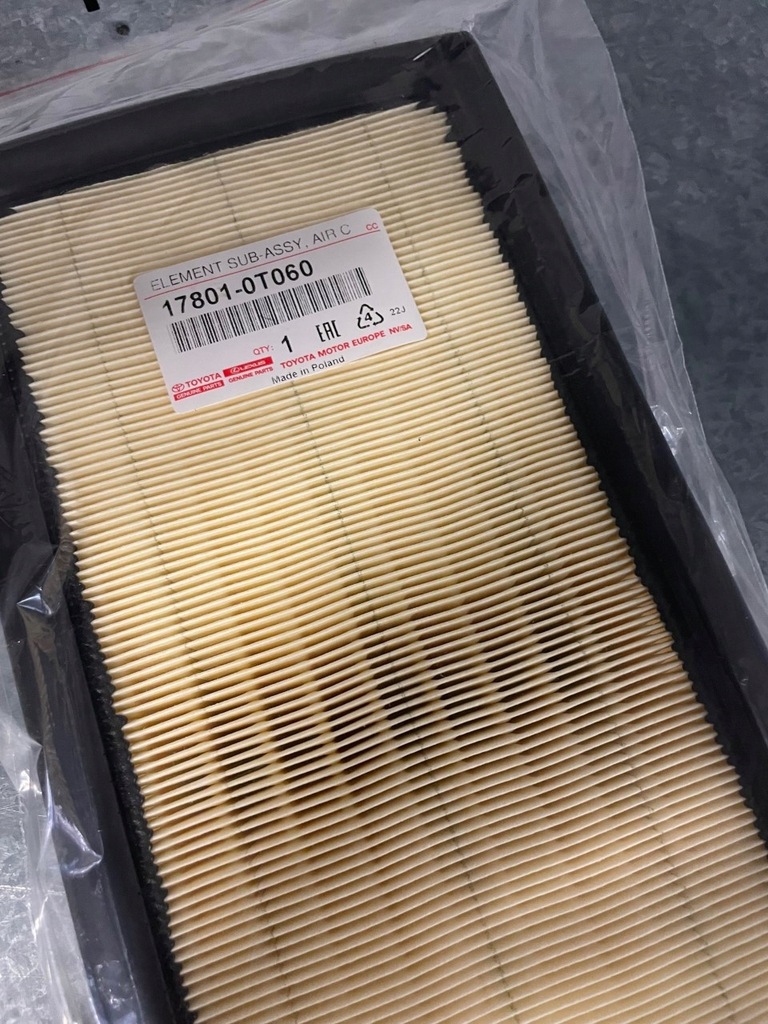 ELEMENT SUB-ASSY, AIR C CC
17801-0T060
QTY: 1 EAC 4 22J
TOYOTA LEXUS TOYOTA MOTOR EUROPE NV/SA
GENUINE PARTS GENUINE PARTS Made in Poland